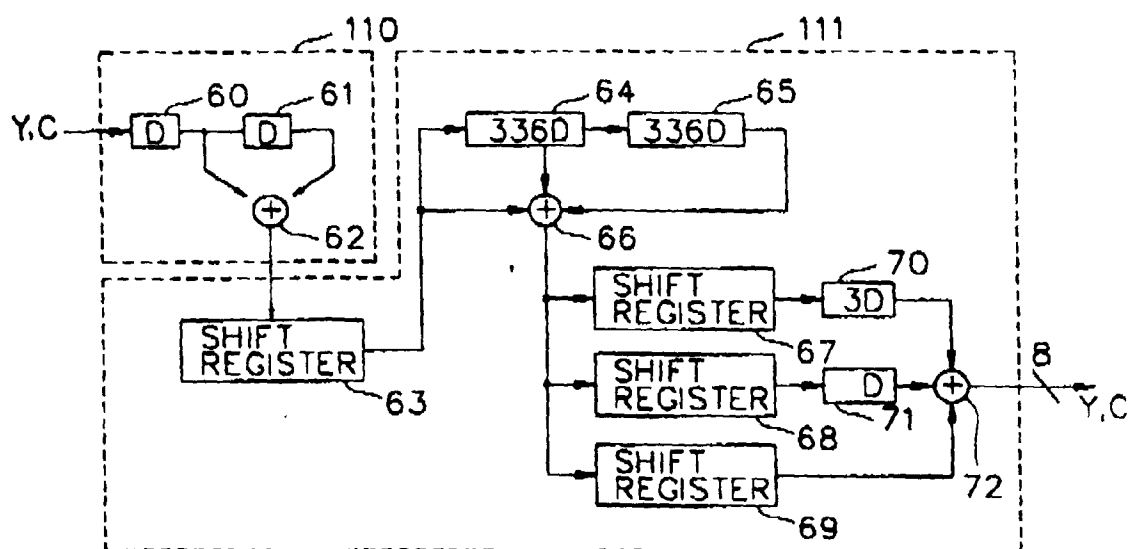 110
111
60
61
64
65
Y,C
D
D
336D
336D
62
66
70
SHIFT
REGISTER
3D
SHIFT
REGISTER
67
8
63
SHIFT
REGISTER
D
Y,C
68
71
SHIFT
REGISTER
72
69